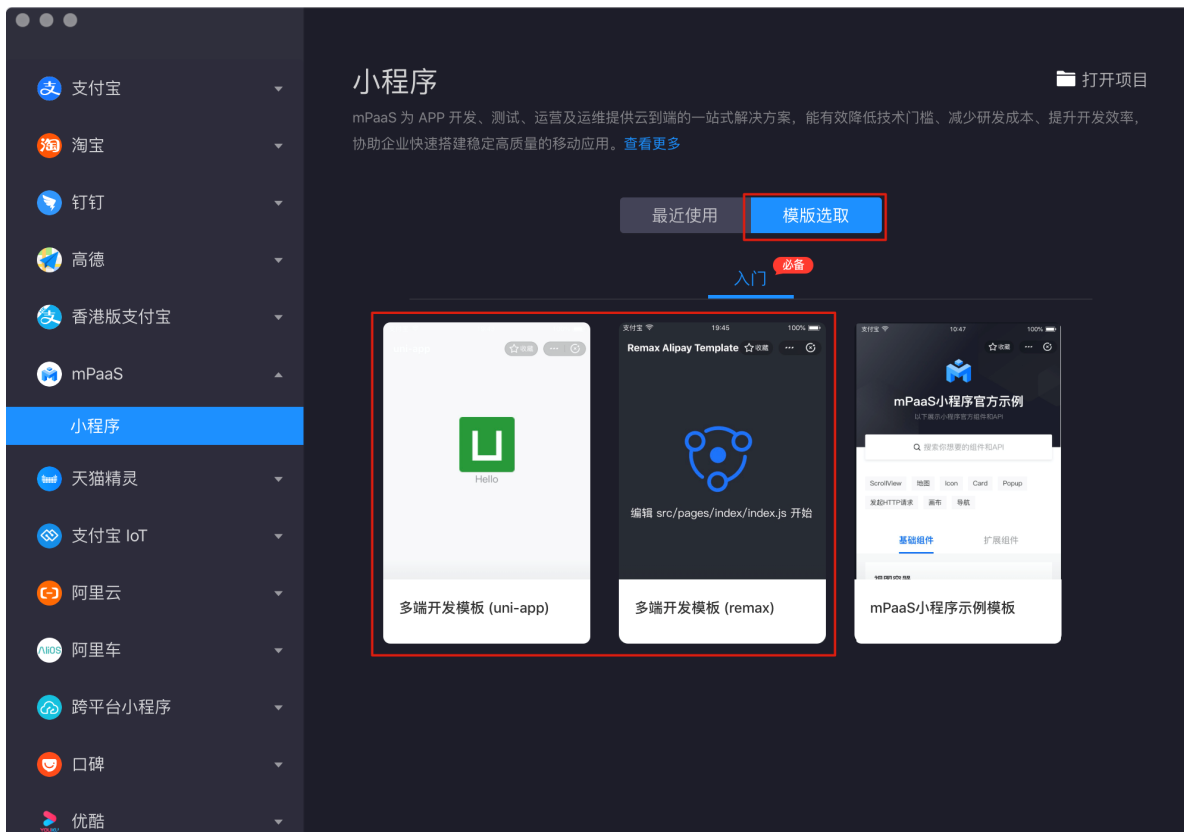 支付宝
淘宝
钉钉
高德
香港版支付宝
mPaaS
小程序
天猫精灵
支付宝 IoT
阿里云
AliOS
阿里车
跨平台小程序
口碑
优酷
小程序
打开项目
mPaaS 为 APP 开发、测试、运营及运维提供云到端的一站式解决方案，能有效降低技术门槛、减少研发成本、提升开发效率，
协助企业快速搭建稳定高质量的移动应用。查看更多
最近使用
模版选取
入门
必备
收藏
Hello
多端开发模板 (uni-app)
支付宝 19:45 100%
Remax Alipay Template 收藏
编辑 src/pages/index/index.js 开始
多端开发模板 (remax)
支付宝 10:47 100%
收藏
mPaaS小程序官方示例
以下展示小程序官方组件和API
搜索你想要的组件和API
ScrollView 地图 Icon Card Popup
发起HTTP请求 画布 导航
基础组件 扩展组件
mPaaS小程序示例模板